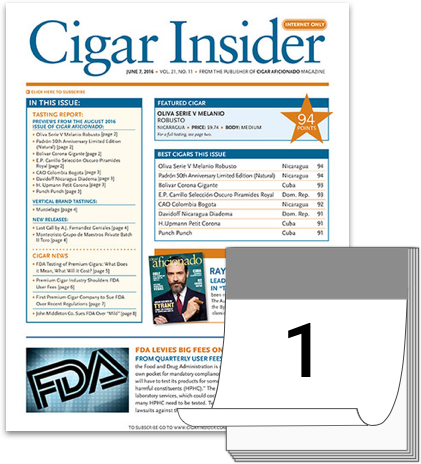 INTERNET ONLY
Cigar Insider
JUNE 7, 2016 • VOL. 21, NO. 11 • FROM THE PUBLISHER OF CIGAR AFICIONADO MAGAZINE
CLICK HERE TO SUBSCRIBE
IN THIS ISSUE:
TASTING REPORT:
PREVIEWS FROM THE AUGUST 2016
ISSUE OF CIGAR AFICIONADO:
• Oliva Serie V Melanio Robusto [page 2]
• Padrón 50th Anniversary Limited Edition
(Natural) [page 2]
• Bolivar Corona Gigante [page 2]
• E.P. Carrillo Selección Oscuro Piramides
Royal [page 2]
• CAO Colombia Bogotá [page 3]
• Davidoff Nicaragua Diadema [page 3]
• H. Upmann Petit Corona [page 3]
• Punch Punch [page 3]
VERTICAL BRAND TASTINGS:
• Murciélago [page 4]
NEW RELEASES:
• Last Call by A.J. Fernandez Geniales [page 4]
• Montecristo Grupo de Maestros Private Batch
II Toro [page 4]
CIGAR NEWS
• FDA Testing of Premium Cigars: What Does
it Mean, What Will it Cost? [page 5]
• Premium Cigar Industry Shoulders FDA
User Fees [page 6]
• First Premium Cigar Company to Sue FDA
Over Recent Regulations [page 7]
• John Middleton Co. Sues FDA Over "Mild" [page 8]
FEATURED CIGAR
OLIVA SERIE V MELANIO
ROBUSTO
NICARAGUA • PRICE: $9.74 • BODY: MEDIUM
For a full tasting, see page two.
94
POINTS
BEST CIGARS THIS ISSUE
Oliva Serie V Melanio Robusto Nicaragua 94
Padrón 50th Anniversary Limited Edition (Natural) Nicaragua 94
Bolivar Corona Gigante Cuba 93
E.P. Carrillo Selección Oscuro Piramides Royal Dom. Rep. 93
CAO Colombia Bogotá Nicaragua 92
Davidoff Nicaragua Diadema Dom. Rep. 91
H.Upmann Petit Corona Cuba 91
Punch Punch Cuba 91
aficionado
TYRANT
RAY
LEAD
IN "T
FDA
FDA LEVIES BIG FEES ON
FROM QUARTERLY USER FEES
the Food and Drug Administration is
own pocket for mandatory compliance
will have to test its products for some
harmful constituents (HPHC)." The
laboratory services, which could cost
many HPHC need to be tested.
lawsuits against th
TO SUBSCRIBE GO TO WWW.CIGARINSIDER.COM
1